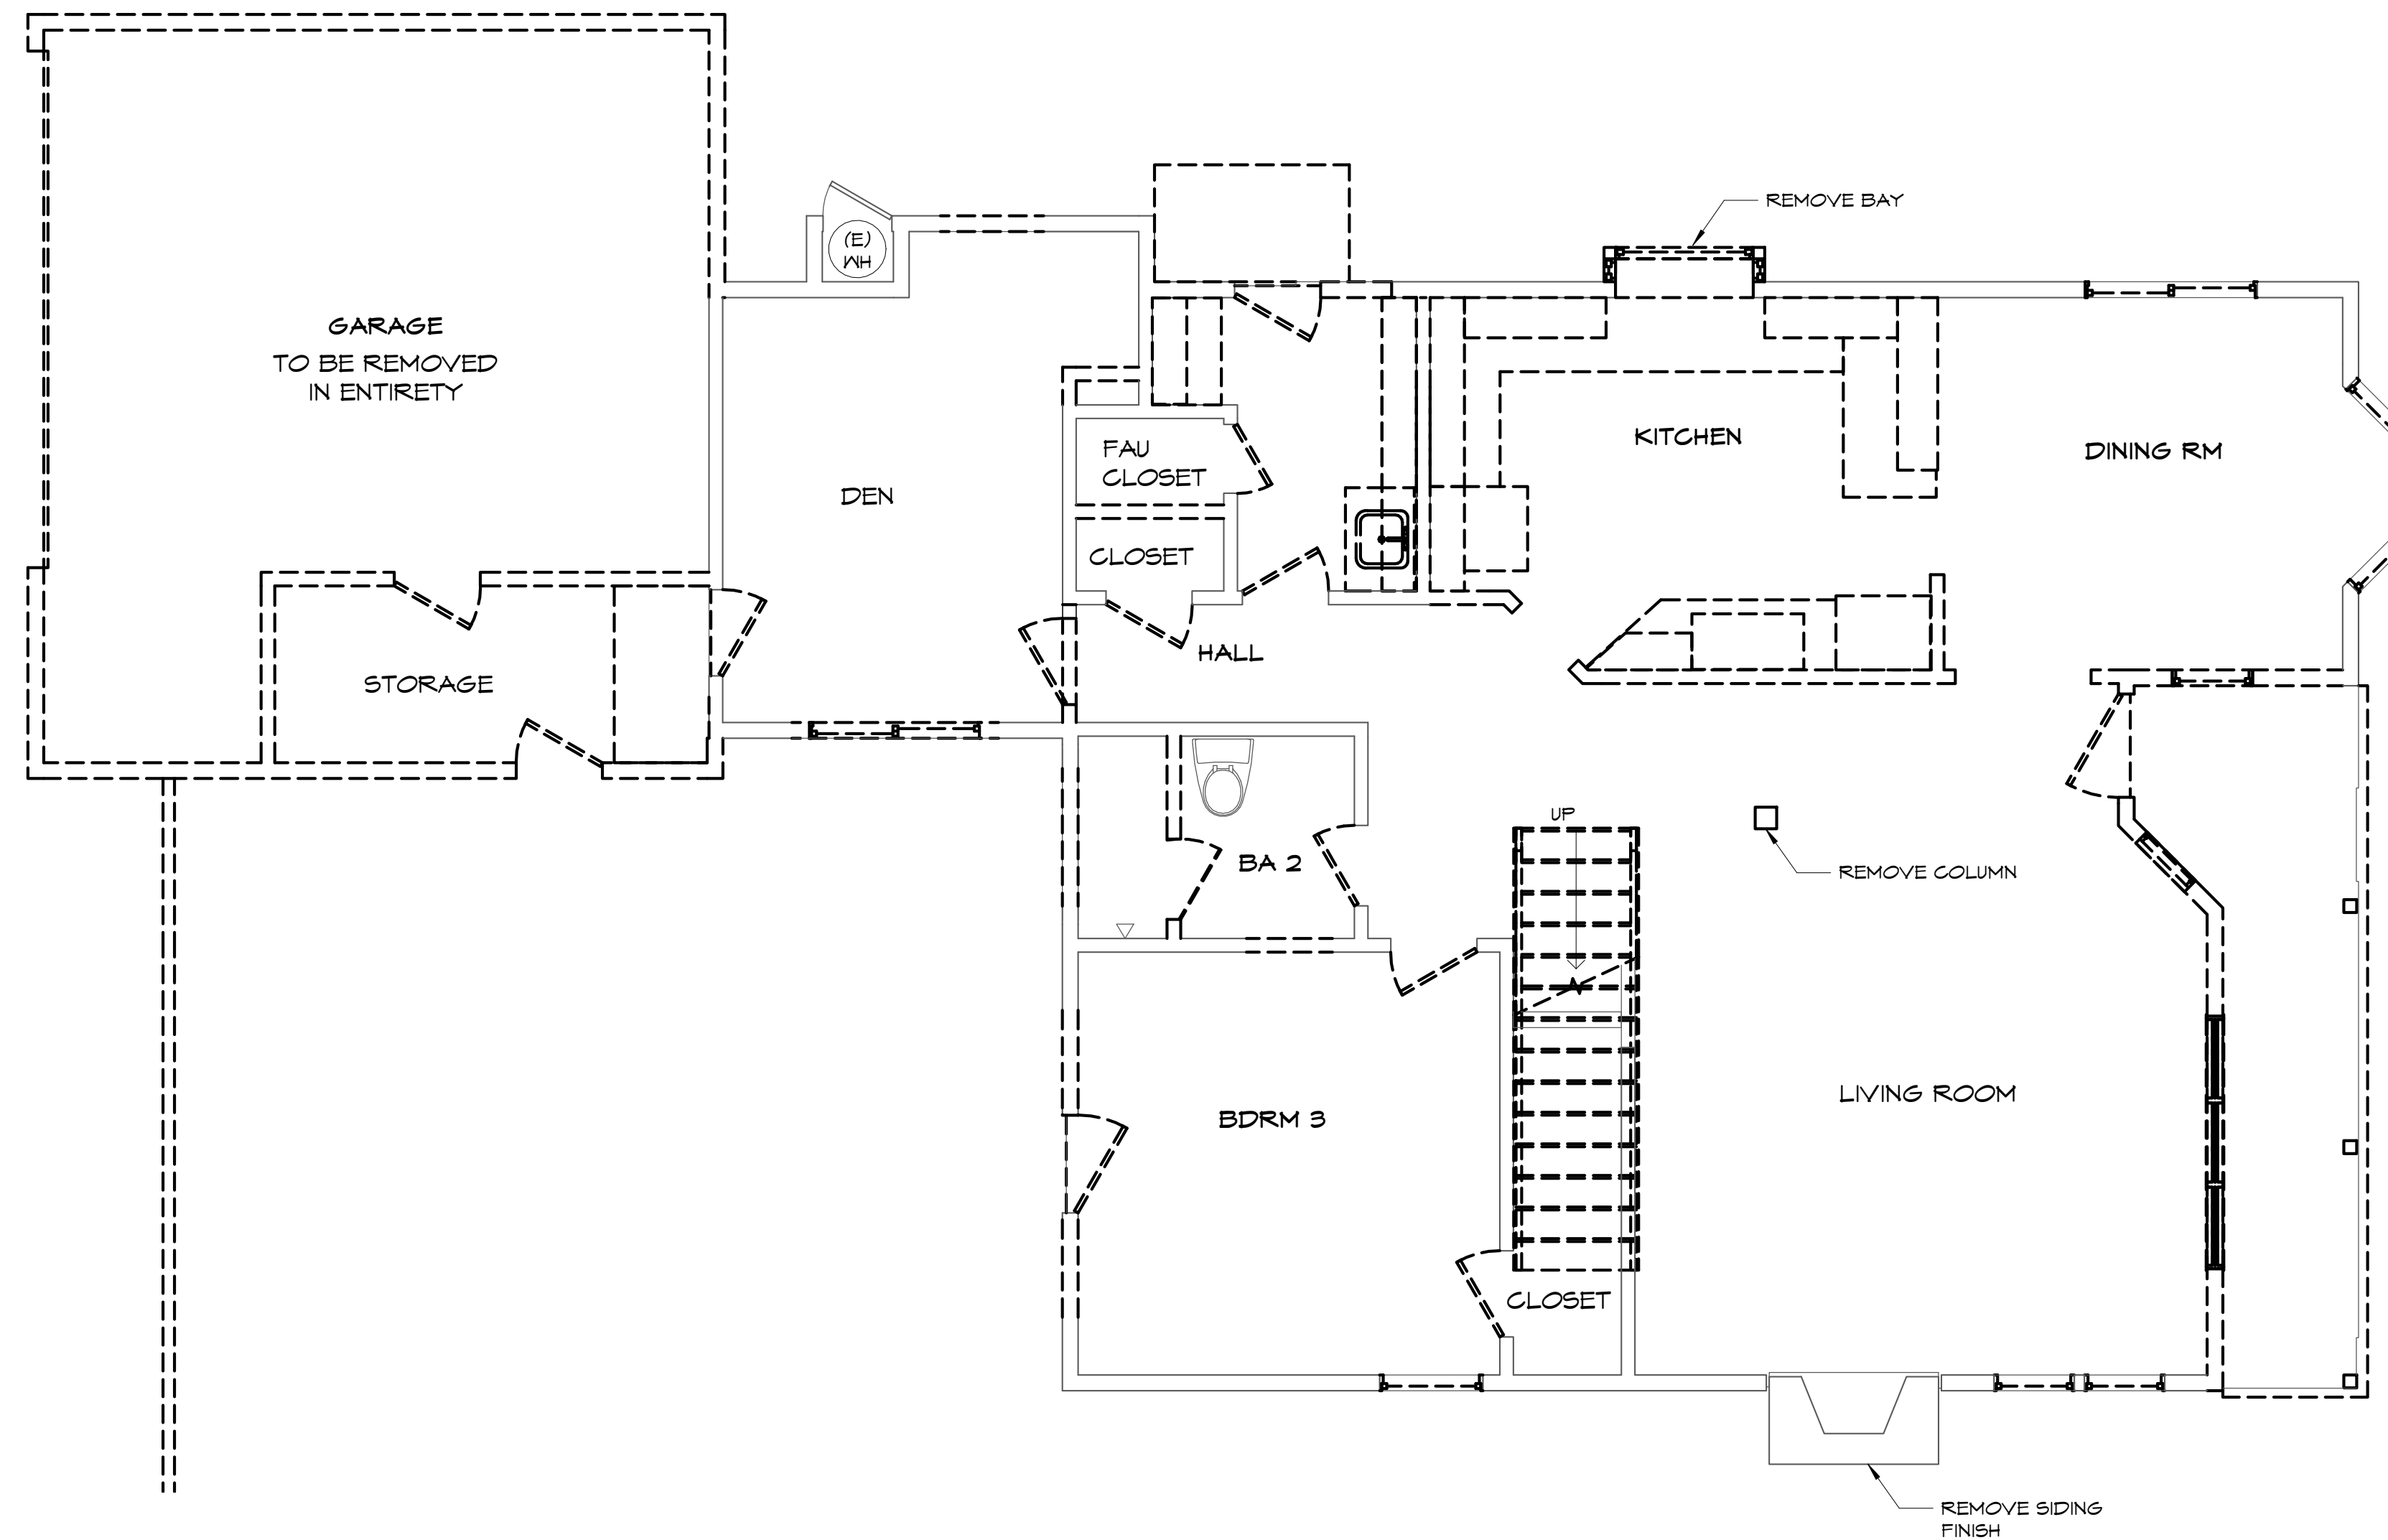 REMOVE BAY
(E)
WH
GARAGE
TO BE REMOVED
IN ENTIRETY
KITCHEN
DINING RM
FAU
CLOSET
DEN
CLOSET
HALL
STORAGE
UP
BA 2
REMOVE COLUMN
LIVING ROOM
BDRM 3
CLOSET
REMOVE SIDING
FINISH